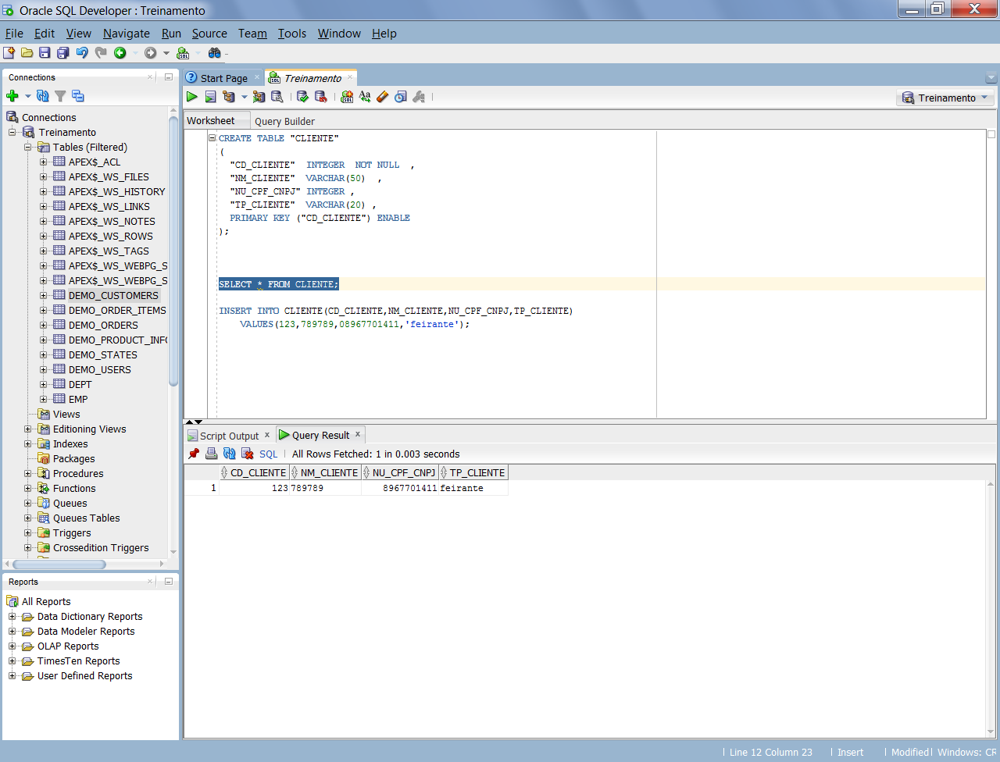 Oracle SQL Developer : Treinamento
File Edit View Navigate Run Source Team Tools Window Help
Connections
Connections
Treinamento
Tables (Filtered)
APEX$_ACL
APEX$_WS_FILES
APEX$_WS_HISTORY
APEX$_WS_LINKS
APEX$_WS_NOTES
APEX$_WS_ROWS
APEX$_WS_TAGS
APEX$_WS_WEBPG_S
APEX$_WS_WEBPG_S
DEMO_CUSTOMERS
DEMO_ORDER_ITEMS
DEMO_ORDERS
DEMO_PRODUCT_INFO
DEMO_STATES
DEMO_USERS
DEPT
EMP
Views
Editioning Views
Indexes
Packages
Procedures
Functions
Queues
Queues Tables
Triggers
Crossedition Triggers
Reports
All Reports
Data Dictionary Reports
Data Modeler Reports
OLAP Reports
TimesTen Reports
User Defined Reports
Start Page Treinamento
Treinamento
Worksheet Query Builder
CREATE TABLE "CLIENTE"
(
"CD_CLIENTE" INTEGER NOT NULL ,
"NM_CLIENTE" VARCHAR(50) ,
"NU_CPF_CNPJ" INTEGER ,
"TP_CLIENTE" VARCHAR(20) ,
PRIMARY KEY ("CD_CLIENTE") ENABLE
);
SELECT * FROM CLIENTE;
INSERT INTO CLIENTE(CD_CLIENTE,NM_CLIENTE,NU_CPF_CNPJ,TP_CLIENTE)
VALUES(123,789789,08967701411,'feirante');
Script Output Query Result
SQL All Rows Fetched: 1 in 0.003 seconds
CD_CLIENTE NM_CLIENTE NU_CPF_CNPJ TP_CLIENTE
1 123 789789 8967701411 feirante
Line 12 Column 23 Insert Modified Windows: CR